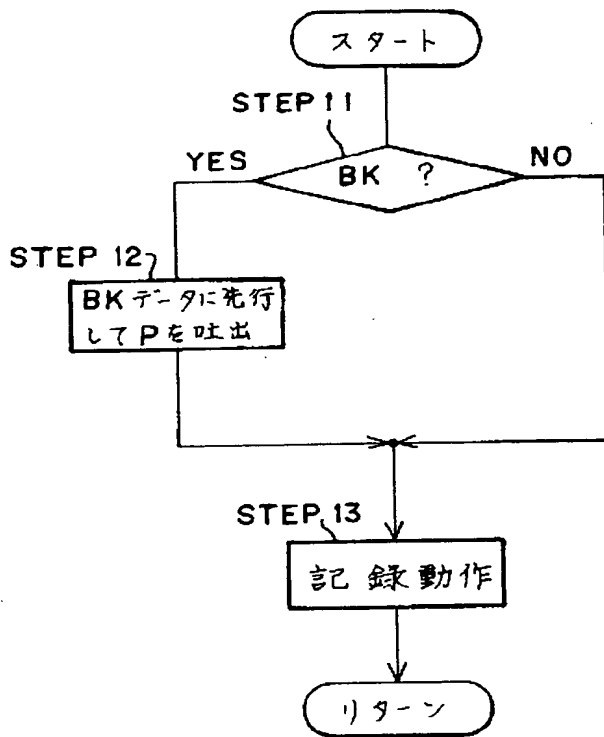 スタート
STEP 11
YES
BK ?
NO
STEP 12
BKデータに先行
してPを吐出
STEP 13
記録動作
リターン